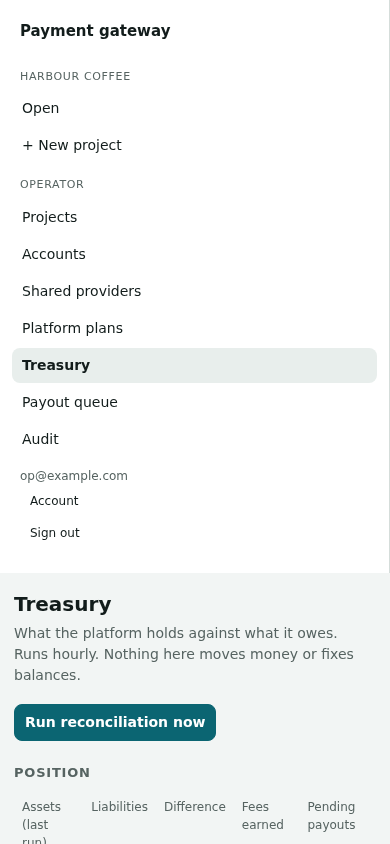 Payment gateway
HARBOUR COFFEE
Open
+ New project
OPERATOR
Projects
Accounts
Shared providers
Platform plans
Treasury
Payout queue
Audit
op@example.com
Account
Sign out
Treasury
What the platform holds against what it owes.
Runs hourly. Nothing here moves money or fixes
balances.
Run reconciliation now
POSITION
Assets Liabilities Difference Fees Pending
(last earned payouts
run)